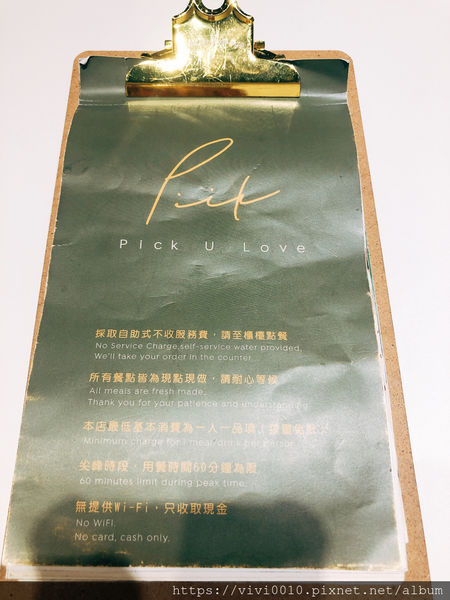 Pick
PIck U Love
採取自助式不收服務費，請至櫃檯點餐
No Service Charge,self-service water provided,
We'll take your order in the counter.
所有餐點皆為現點現做，請耐心等候
All meals are fresh made,
Thank you for your patience and understanding
本店最低基本消費為一人一品項
Minimum charge for 1 meal/drink per person
尖峰時段，用餐時間60分鐘為限
60 minutes limit during peak time.
無提供Wi-Fi，只收取現金
No WiFi.
No card, cash only.
https://vivi0010.pixnet.net/album